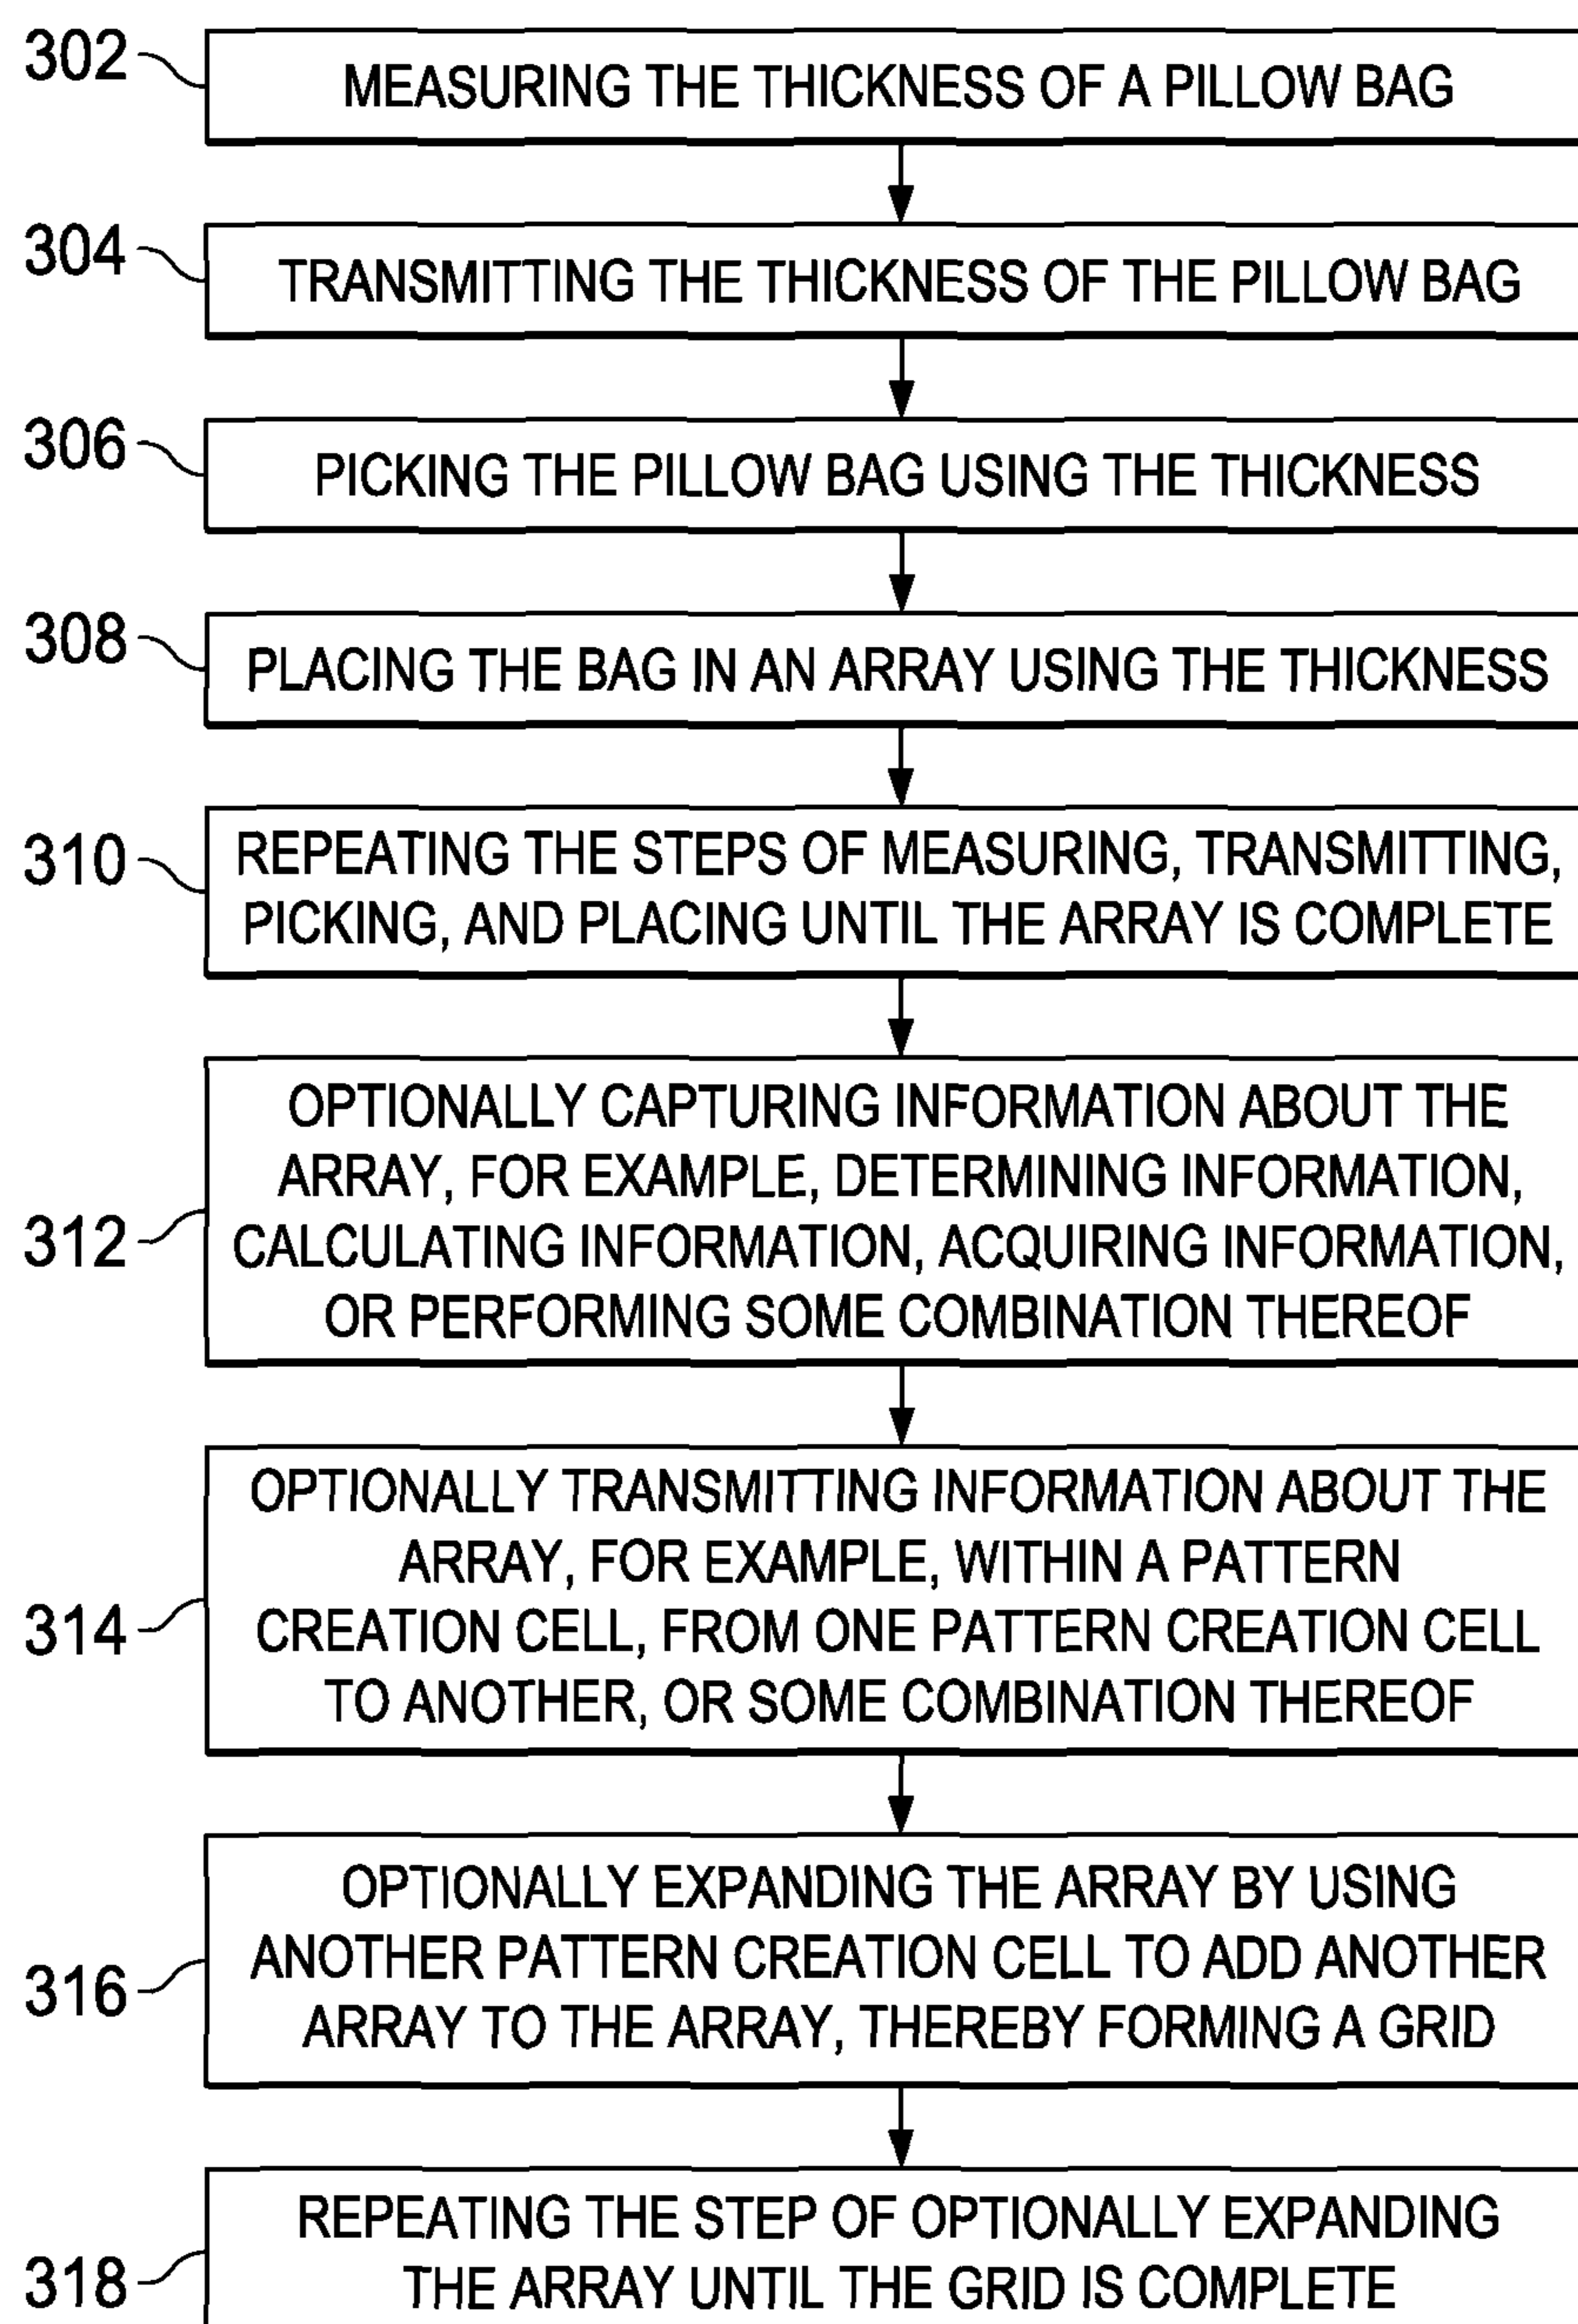 302
MEASURING THE THICKNESS OF A PILLOW BAG
304
TRANSMITTING THE THICKNESS OF THE PILLOW BAG
306
PICKING THE PILLOW BAG USING THE THICKNESS
308
PLACING THE BAG IN AN ARRAY USING THE THICKNESS
310
REPEATING THE STEPS OF MEASURING, TRANSMITTING,
PICKING, AND PLACING UNTIL THE ARRAY IS COMPLETE
312
OPTIONALLY CAPTURING INFORMATION ABOUT THE
ARRAY, FOR EXAMPLE, DETERMINING INFORMATION,
CALCULATING INFORMATION, ACQUIRING INFORMATION,
OR PERFORMING SOME COMBINATION THEREOF
314
OPTIONALLY TRANSMITTING INFORMATION ABOUT THE
ARRAY, FOR EXAMPLE, WITHIN A PATTERN
CREATION CELL, FROM ONE PATTERN CREATION CELL
TO ANOTHER, OR SOME COMBINATION THEREOF
316
OPTIONALLY EXPANDING THE ARRAY BY USING
ANOTHER PATTERN CREATION CELL TO ADD ANOTHER
ARRAY TO THE ARRAY, THEREBY FORMING A GRID
318
REPEATING THE STEP OF OPTIONALLY EXPANDING
THE ARRAY UNTIL THE GRID IS COMPLETE